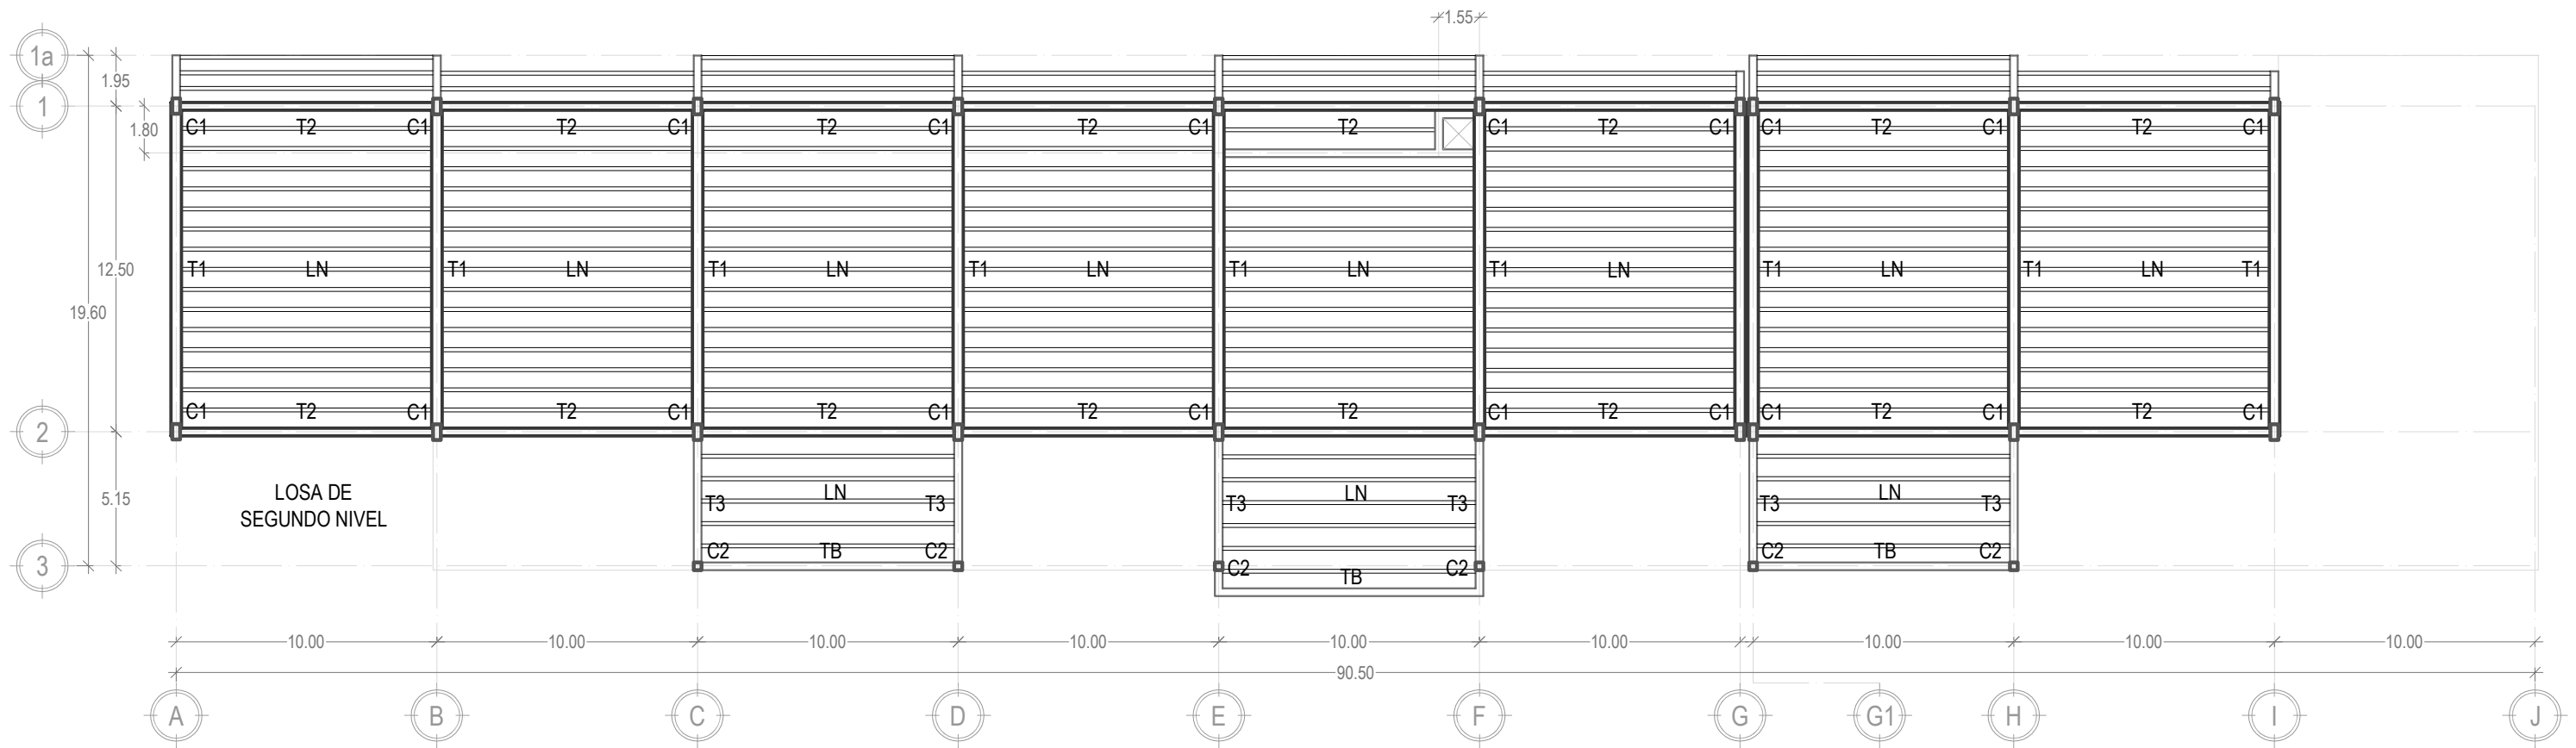 1.55
1a
1.95
1
1.80
C1 T2 C1 T2 C1 T2 C1 T2 C1 T2 C1 T2 C1 C1 T2 C1 T2 C1
12.50
T1 LN T1 LN T1 LN T1 LN T1 LN T1 LN T1 LN T1 LN T1
19.60
C1 T2 C1 T2 C1 T2 C1 T2 C1 T2 C1 T2 C1 C1 T2 C1 T2 C1
2
LOSA DE
SEGUNDO NIVEL
5.15
LN LN LN
T3 T3 T3 T3 T3 T3
C2 TB C2 C2 TB C2
C2 TB C2
3
10.00 10.00 10.00 10.00 10.00 10.00 10.00 10.00 10.00
90.50
A B C D E F G G1 H I J